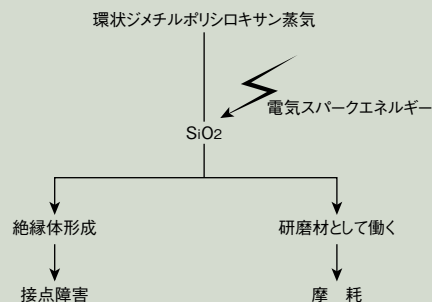 環状ジメチルポリシロキサン蒸気
電気スパークエネルギー
SiO2
絶縁体形成
研磨材として働く
接点障害
摩　耗